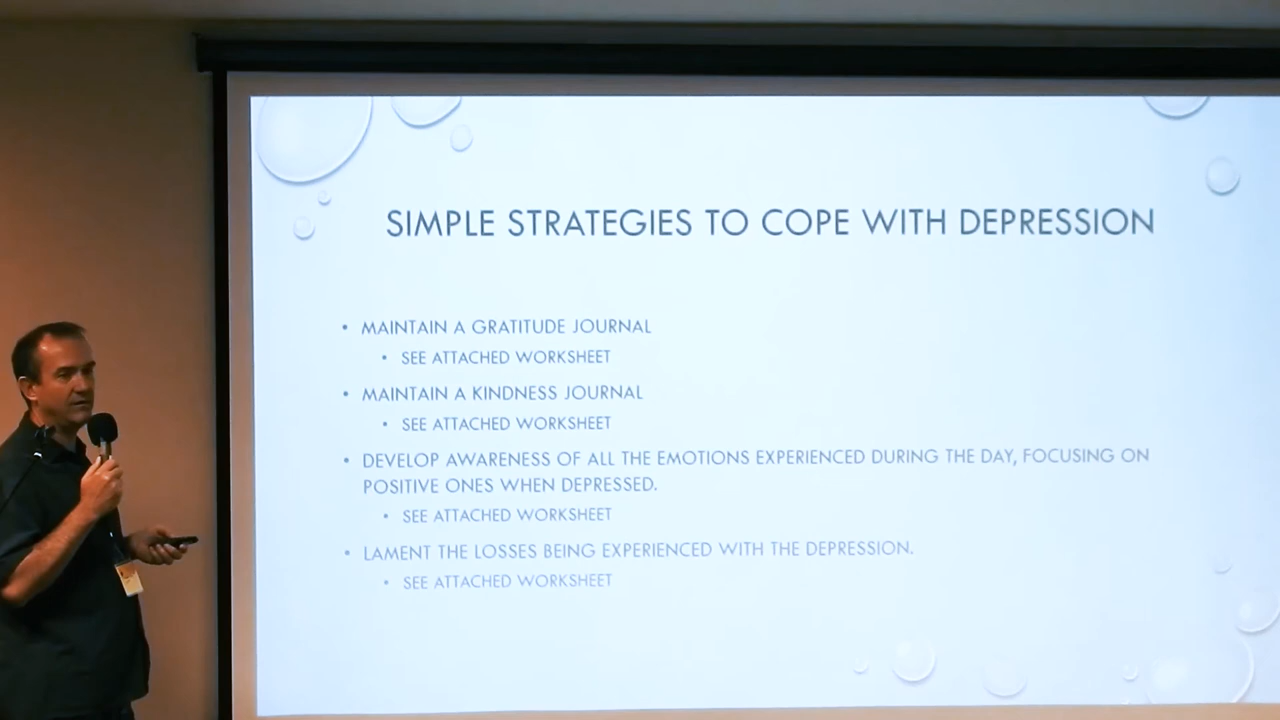 SIMPLE STRATEGIES TO COPE WITH DEPRESSION
• MAINTAIN A GRATITUDE JOURNAL
• SEE ATTACHED WORKSHEET
• MAINTAIN A KINDNESS JOURNAL
• SEE ATTACHED WORKSHEET
• DEVELOP AWARENESS OF ALL THE EMOTIONS EXPERIENCED DURING THE DAY, FOCUSING ON
POSITIVE ONES WHEN DEPRESSED.
• SEE ATTACHED WORKSHEET
• LAMENT THE LOSSES BEING EXPERIENCED WITH THE DEPRESSION.
• SEE ATTACHED WORKSHEET